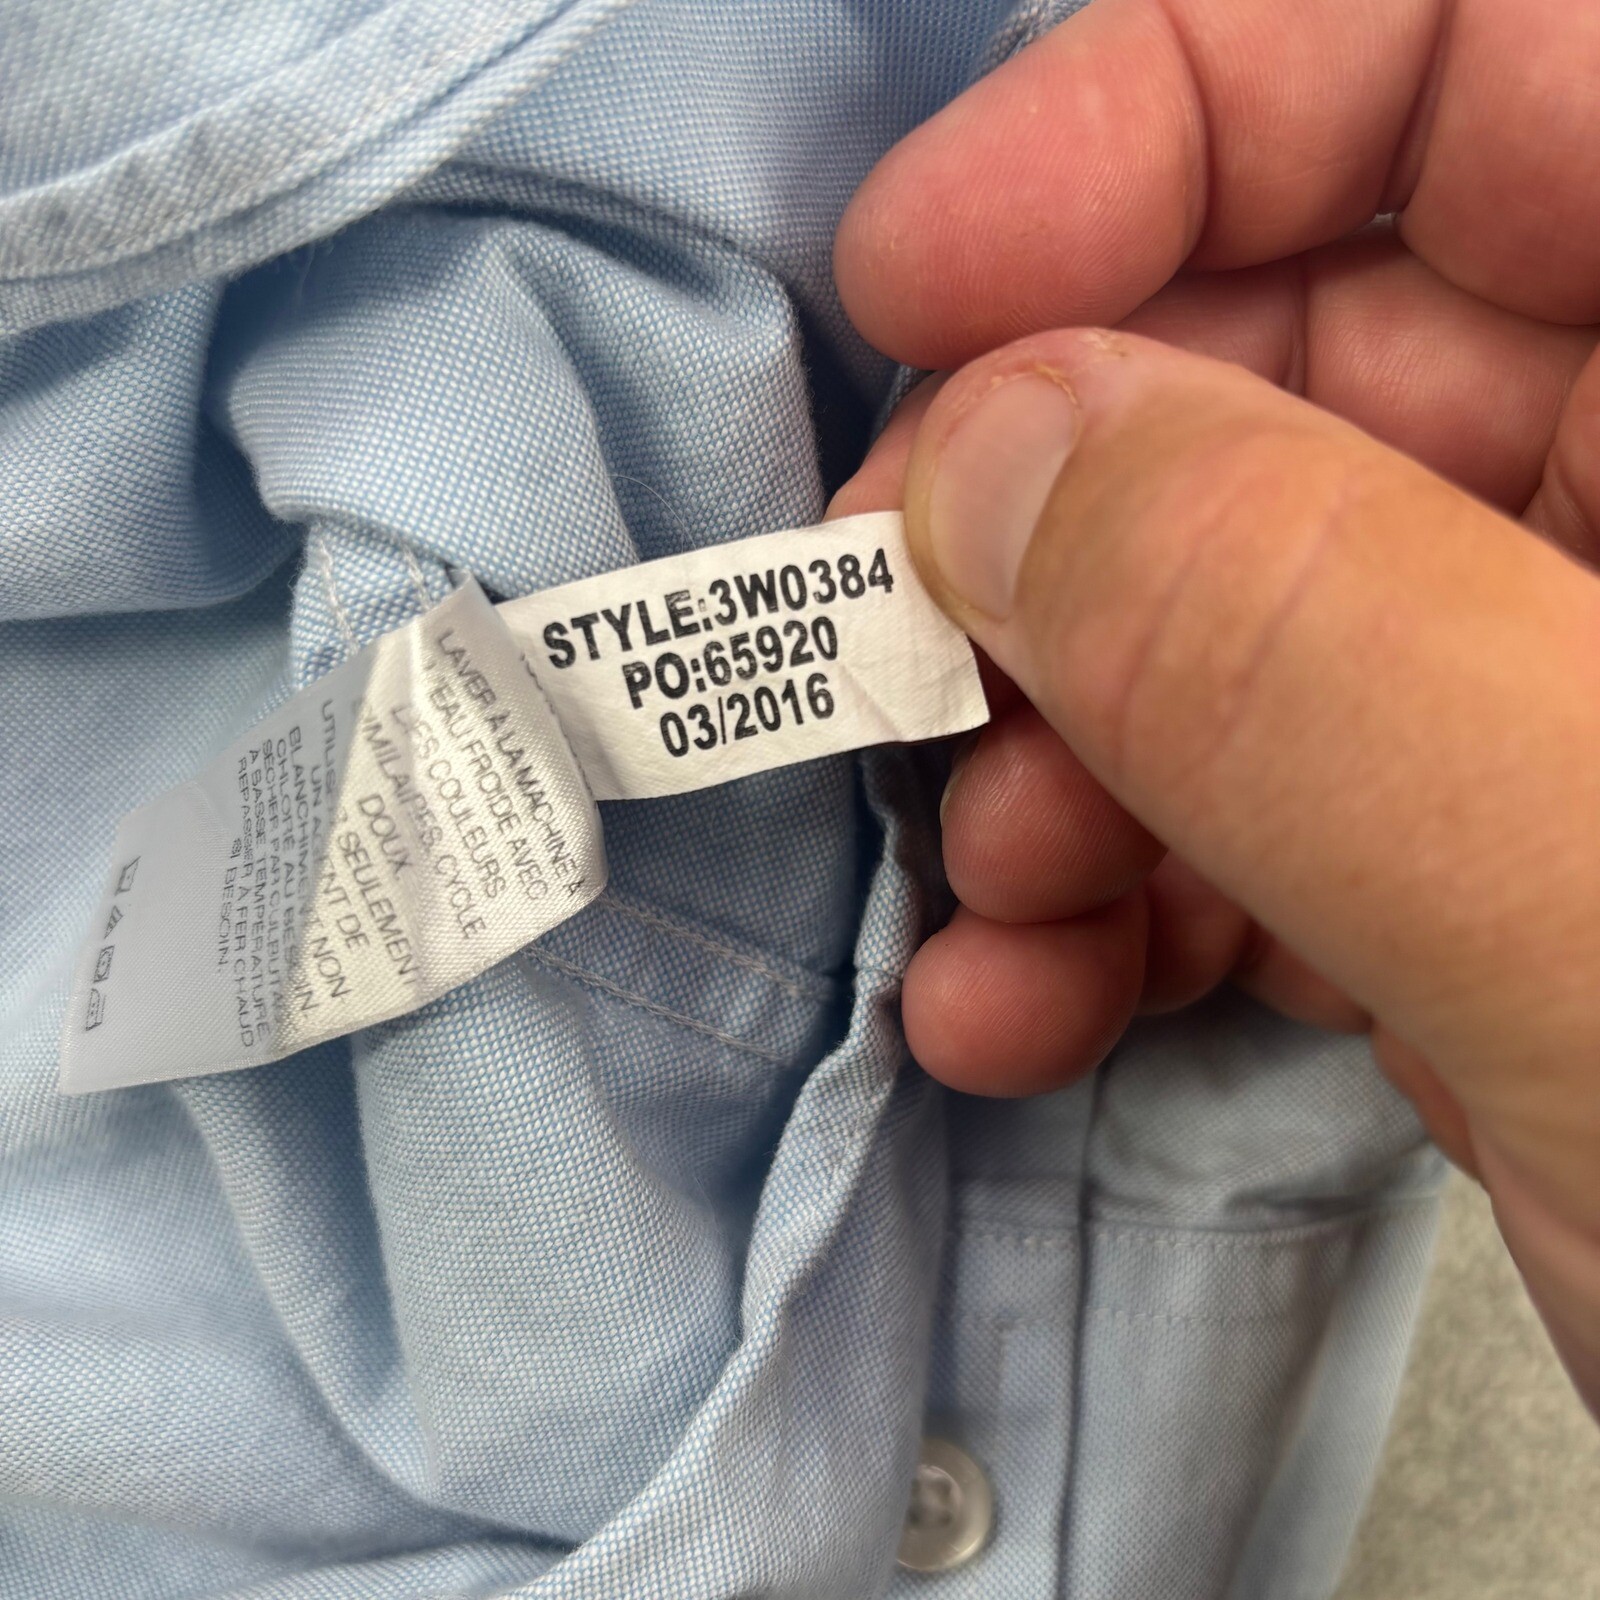 STYLE:3W0384
PO:65920
03/2016
LAVER À LA MACHINE À
L'EAU FROIDE AVEC
DES COULEURS
SIMILAIRES, CYCLE
DOUX
UTILISER SEULEMENT
UN AGENT DE
BLANCHIMENT NON
CHLORÉ AU BESOIN.
SÉCHER PAR CULBUTAGE
À BASSE TEMPÉRATURE
REPASSER À FER CHAUD
SI BESOIN.